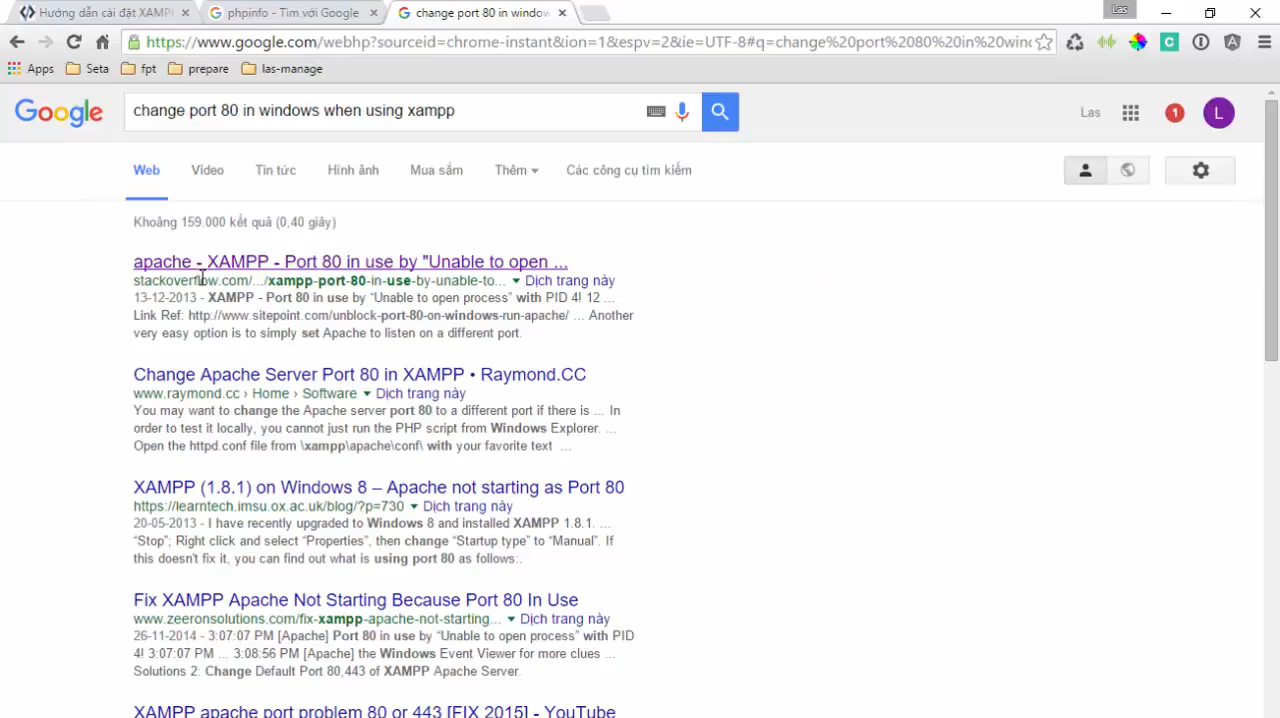 Hướng dẫn cài đặt XAMP
phpinfo - Tìm với Google
change port 80 in windov
Las
https://www.google.com/webhp?sourceid=chrome-instant&ion=1&espv=2&ie=UTF-8#q=change%20port%2080%20in%20win
Apps
Seta
fpt
prepare
las-manage
Google
change port 80 in windows when using xampp
Las
1
L
Web
Video
Tin tức
Hình ảnh
Mua sắm
Thêm
Các công cụ tìm kiếm
Khoảng 159.000 kết quả (0,40 giây)
apache - XAMPP - Port 80 in use by "Unable to open ...
stackoverflow.com/.../xampp-port-80-in-use-by-unable-to... Dịch trang này
13-12-2013 - XAMPP - Port 80 in use by “Unable to open process” with PID 4! 12 ...
Link Ref: http://www.sitepoint.com/unblock-port-80-on-windows-run-apache/ ... Another
very easy option is to simply set Apache to listen on a different port.
Change Apache Server Port 80 in XAMPP • Raymond.CC
www.raymond.cc › Home › Software Dịch trang này
You may want to change the Apache server port 80 to a different port if there is ... In
order to test it locally, you cannot just run the PHP script from Windows Explorer. ...
Open the httpd.conf file from \xampp\apache\conf\ with your favorite text ...
XAMPP (1.8.1) on Windows 8 – Apache not starting as Port 80
https://learntech.imsu.ox.ac.uk/blog/?p=730 Dịch trang này
20-05-2013 - I have recently upgraded to Windows 8 and installed XAMPP 1.8.1. ...
“Stop”; Right click and select “Properties”, then change “Startup type” to “Manual”. If
this doesn't fix it, you can find out what is using port 80 as follows:.
Fix XAMPP Apache Not Starting Because Port 80 In Use
www.zeeronsolutions.com/fix-xampp-apache-not-starting... Dịch trang này
26-11-2014 - 3:07:07 PM [Apache] Port 80 in use by “Unable to open process” with PID
4! 3:07:07 PM ... 3:08:56 PM [Apache] the Windows Event Viewer for more clues ...
Solutions 2: Change Default Port 80,443 of XAMPP Apache Server.
XAMPP apache port problem 80 or 443 [FIX 2015] - YouTube